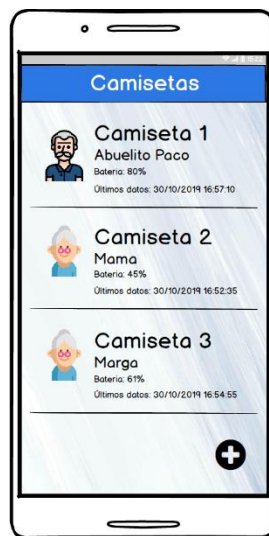 Camisetas
Camiseta 1
Abuelito Paco
Bateria: 80%
Últimos datos: 30/10/2019 16:57:10
Camiseta 2
Mama
Bateria: 45%
Últimos datos: 30/10/2019 16:52:35
Camiseta 3
Marga
Bateria: 61%
Últimos datos: 30/10/2019 16:54:55